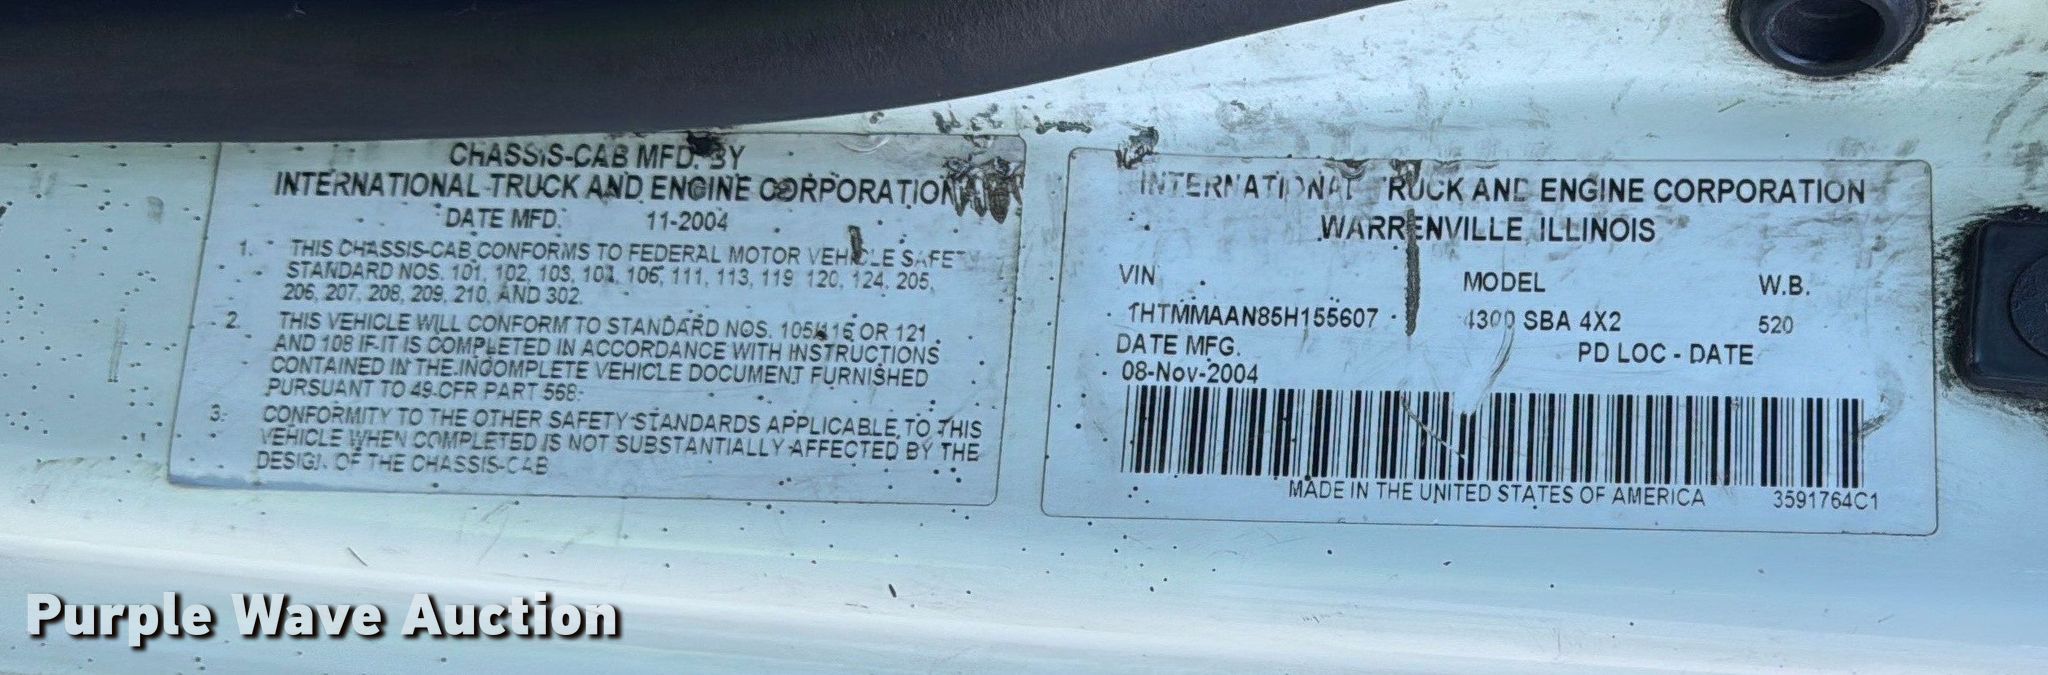 CHASSIS-CAB MFD. BY
INTERNATIONAL TRUCK AND ENGINE CORPORATION
DATE MFD. 11-2004
1. THIS CHASSIS-CAB CONFORMS TO FEDERAL MOTOR VEHICLE SAFETY
STANDARD NOS. 101, 102, 103, 104, 106, 111, 113, 119, 120, 124, 205,
206, 207, 208, 209, 210, AND 302.
2. THIS VEHICLE WILL CONFORM TO STANDARD NOS. 105/116 OR 121
AND 108 IF IT IS COMPLETED IN ACCORDANCE WITH INSTRUCTIONS
CONTAINED IN THE INCOMPLETE VEHICLE DOCUMENT FURNISHED
PURSUANT TO 49 CFR PART 568.
3. CONFORMITY TO THE OTHER SAFETY STANDARDS APPLICABLE TO THIS
VEHICLE WHEN COMPLETED IS NOT SUBSTANTIALLY AFFECTED BY THE
DESIGN OF THE CHASSIS-CAB
INTERNATIONAL TRUCK AND ENGINE CORPORATION
WARRENVILLE, ILLINOIS
VIN MODEL W.B.
1HTMMAAN85H155607 4300 SBA 4X2 520
DATE MFG. PD LOC - DATE
08-Nov-2004
MADE IN THE UNITED STATES OF AMERICA 3591764C1
Purple Wave Auction